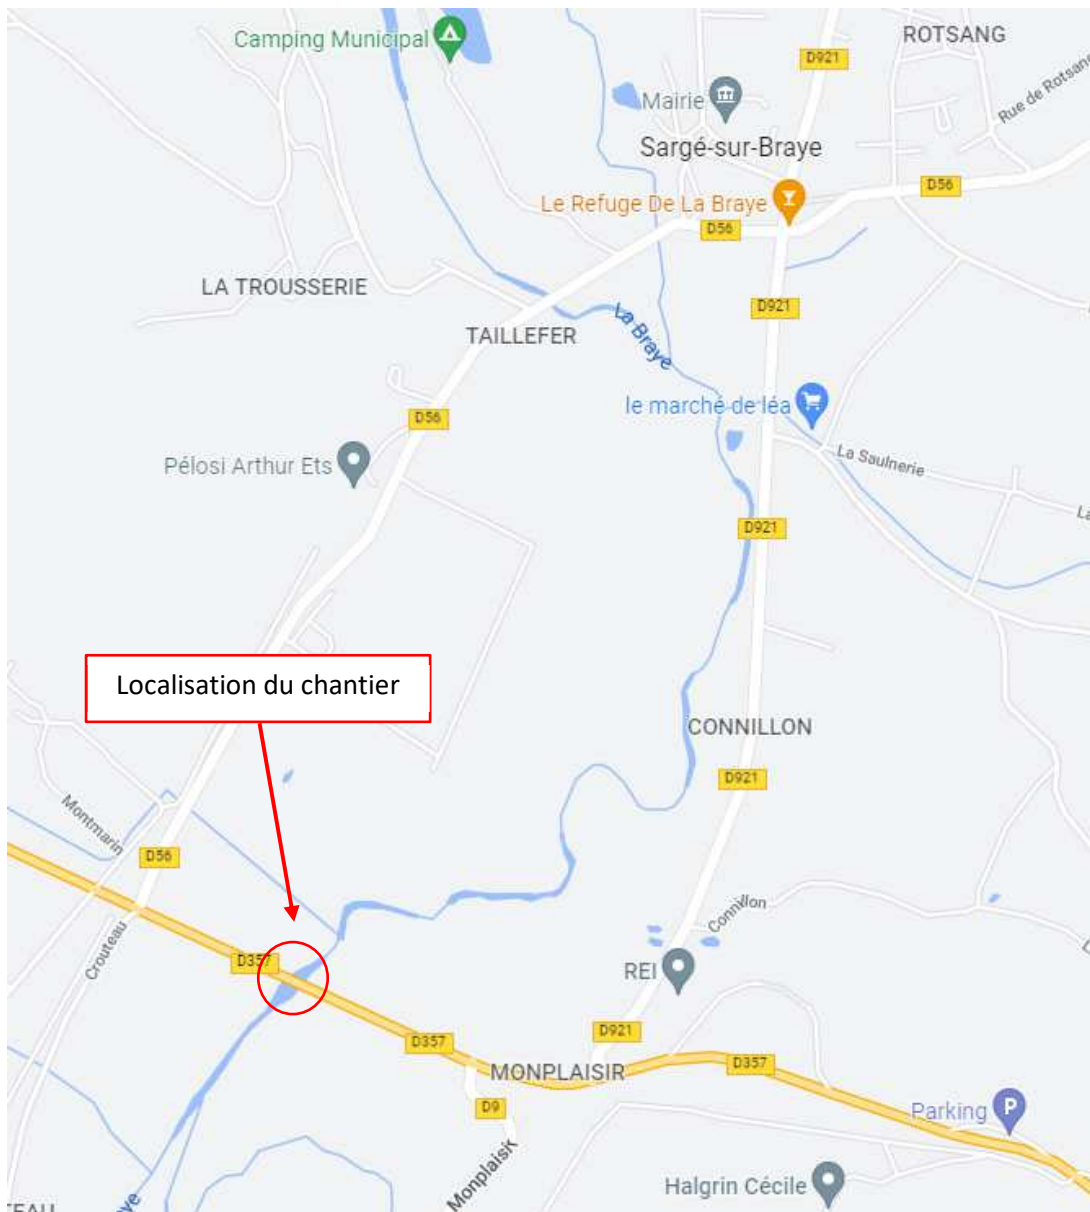 Camping Municipal
D921
ROTSANG
Rue de Rotsang
Mairie
Sargé-sur-Braye
Le Refuge De La Braye
D56
D56
LA TROUSSERIE
D921
La Braye
TAILLEFER
le marché de léa
D56
Pélosi Arthur Ets
La Saulnerie
La
D921
Localisation du chantier
CONNILLON
D921
Montmarin
D56
Connillon
Crouteau
D357
REI
D921
D357
MONPLAISIR
D357
D9
Parking
Monplaisir
Halgrin Cécile